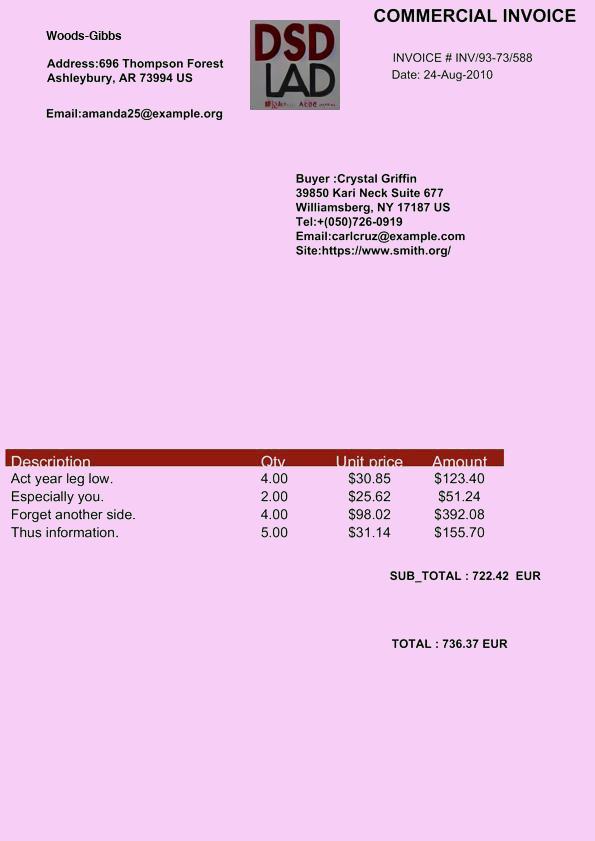 COMMERCIAL INVOICE
Woods-Gibbs
Address:696 Thompson Forest
Ashleybury, AR 73994 US
Email:amanda25@example.org
DSD
LAD
INVOICE # INV/93-73/588
Date: 24-Aug-2010
Buyer :Crystal Griffin
39850 Kari Neck Suite 677
Williamsberg, NY 17187 US
Tel:+(050)726-0919
Email:carlcruz@example.com
Site:https://www.smith.org/
Description Qty Unit price Amount
Act year leg low. 4.00 $30.85 $123.40
Especially you. 2.00 $25.62 $51.24
Forget another side. 4.00 $98.02 $392.08
Thus information. 5.00 $31.14 $155.70
SUB_TOTAL : 722.42 EUR
TOTAL : 736.37 EUR